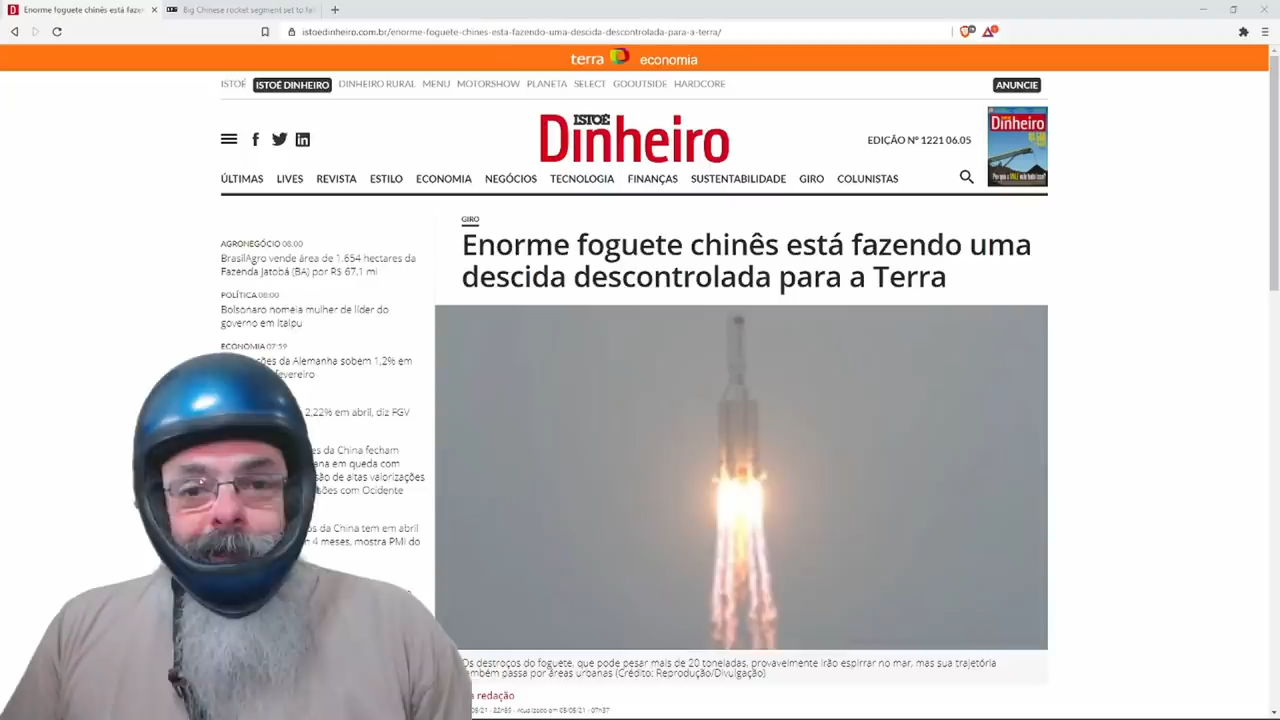 Enorme foguete chinês está faze
Big Chinese rocket segment set to fal
istoedinheiro.com.br/enorme-foguete-chines-esta-fazendo-uma-descida-descontrolada-para-a-terra/
terra economia
ISTOÉ ISTOÉ DINHEIRO DINHEIRO RURAL MENU MOTORSHOW PLANETA SELECT GOOUTSIDE HARDCORE ANUNCIE
ISTOÉ
Dinheiro
EDIÇÃO Nº 1221 06.05
Dinheiro
ÚLTIMAS LIVES REVISTA ESTILO ECONOMIA NEGÓCIOS TECNOLOGIA FINANÇAS SUSTENTABILIDADE GIRO COLUNISTAS
AGRONEGÓCIO 08:00
BrasilAgro vende área de 1.654 hectares da
Fazenda Jatobá (BA) por R$ 67,1 mi
POLÍTICA 08:00
Bolsonaro nomeia mulher de líder do
governo em Itaipu
ECONOMIA 07:59
ções da Alemanha sobem 1,2% em
fevereiro
2,22% em abril, diz FGV
es da China fecham
ana em queda com
são de altas valorizações
sões com Ocidente
os da China tem em abril
m 4 meses, mostra PMI do
GIRO
Enorme foguete chinês está fazendo uma
descida descontrolada para a Terra
Os destroços do foguete, que pode pesar mais de 20 toneladas, provavelmente irão espirrar no mar, mas sua trajetória
também passa por áreas urbanas (Crédito: Reprodução/Divulgação)
redação